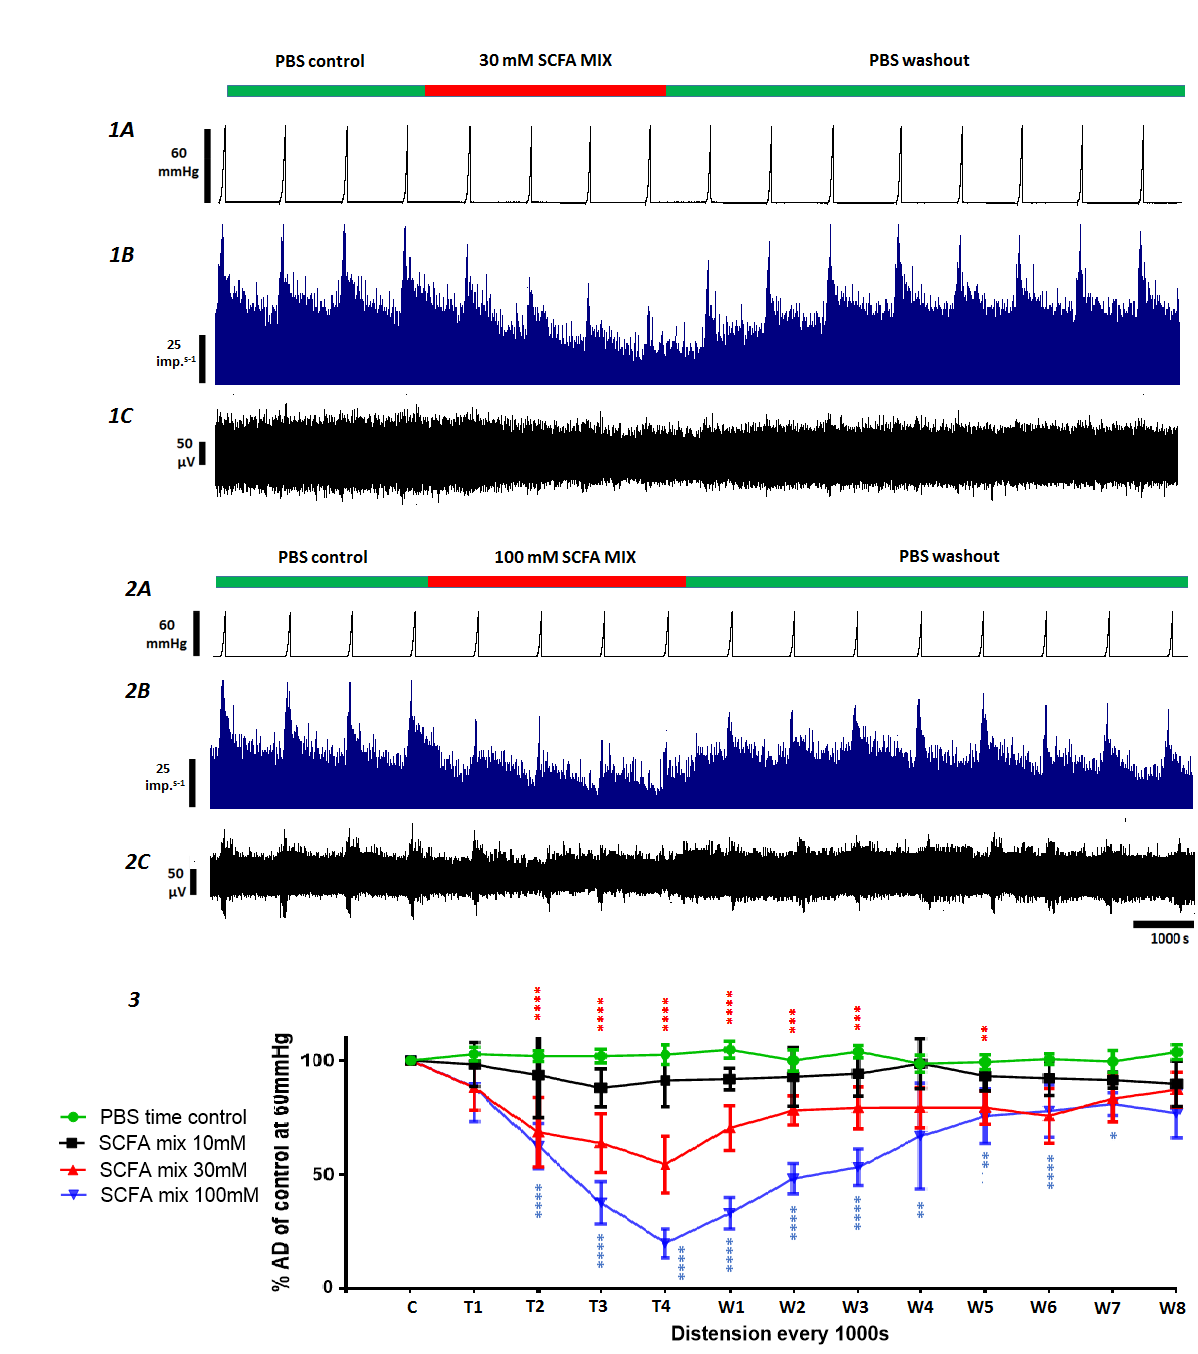 PBS control 30 mM SCFA MIX PBS washout
1A
60
mmHg
1B
25
imp.s-1
1C
50
µV
PBS control 100 mM SCFA MIX PBS washout
2A
60
mmHg
2B
25
imp.s-1
2C
50
µV
1000 s
3
**** **** **** **** *** *** **
% AD of control at 60mmHg
100
50
0
PBS time control
SCFA mix 10mM
SCFA mix 30mM
SCFA mix 100mM
**** **** **** **** **** **** ** ** **** *
C T1 T2 T3 T4 W1 W2 W3 W4 W5 W6 W7 W8
Distension every 1000s